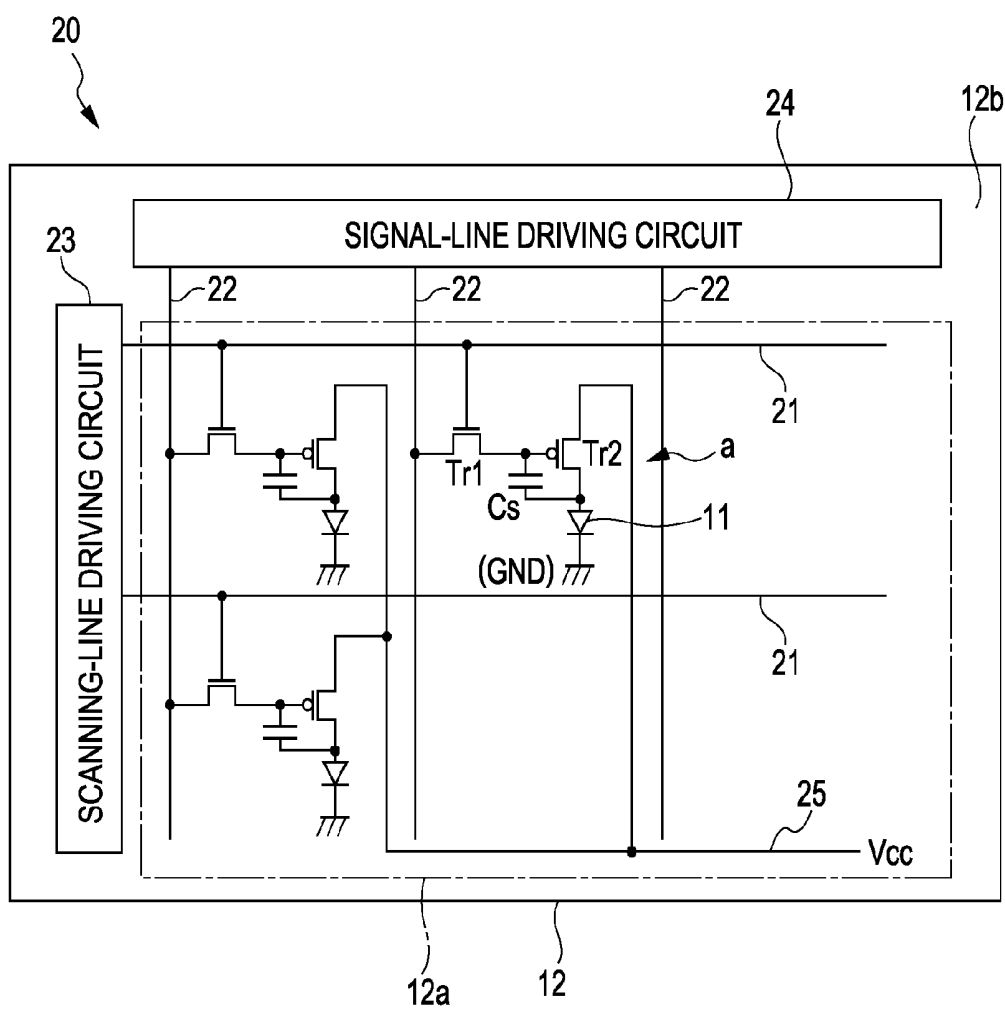 20
24
12b
SIGNAL-LINE DRIVING CIRCUIT
23
22
22
22
SCANNING-LINE DRIVING CIRCUIT
21
Tr1
Tr2
a
Cs
11
(GND)
21
25
Vcc
12a
12